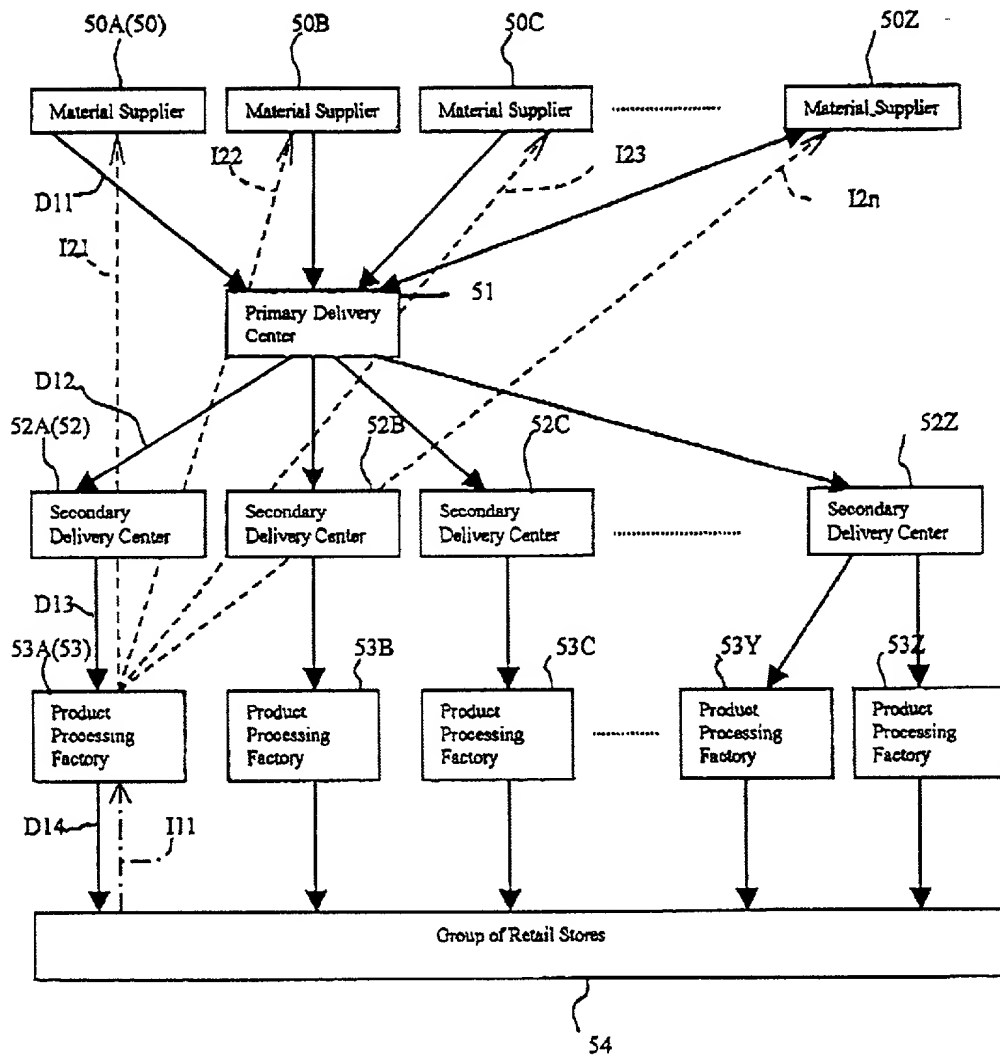 50A(50) 50B 50C 50Z
Material Supplier Material Supplier Material Supplier Material Supplier
I22 I23
D11 I2n
I21
51
Primary Delivery
Center
D12
52A(52) 52B 52C 52Z
Secondary Secondary Secondary Secondary
Delivery Center Delivery Center Delivery Center Delivery Center
D13
53A(53) 53B 53C 53Y 53Z
Product Product Product Product Product
Processing Processing Processing Processing Processing
Factory Factory Factory Factory Factory
D14 I11
Group of Retail Stores
54